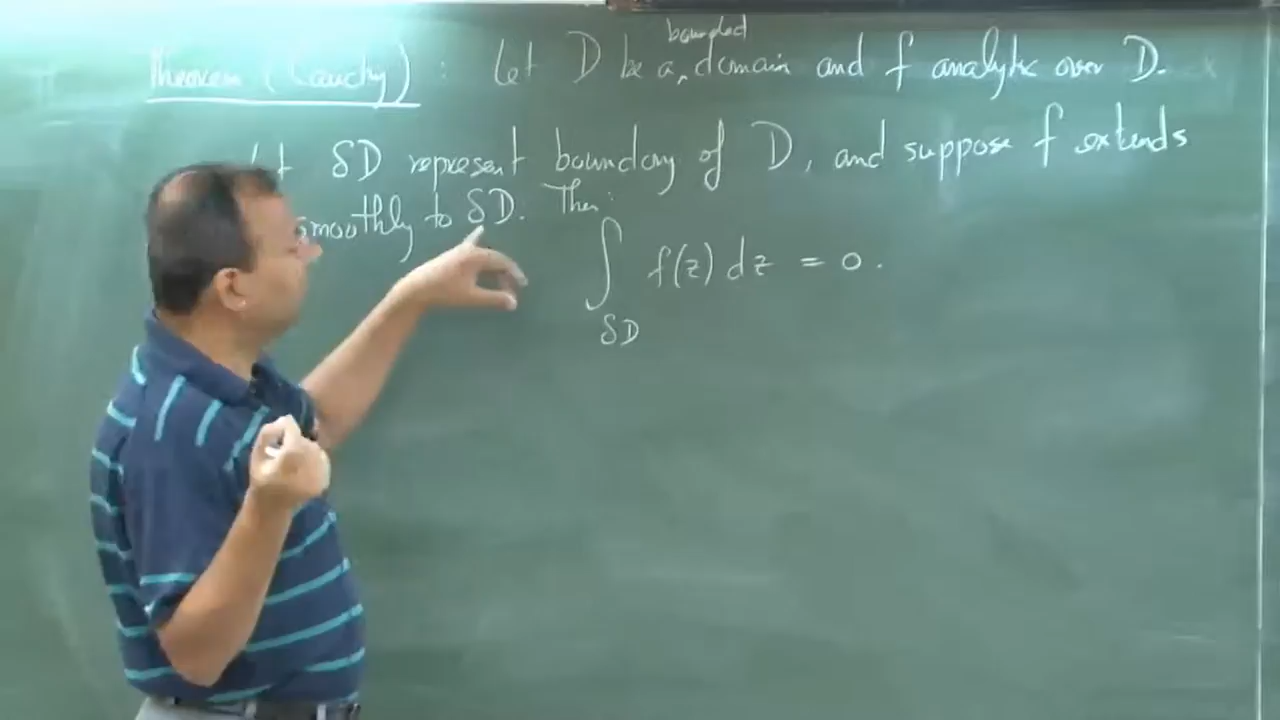 bounded
Theorem (Cauchy) : Let D be a, domain and f analytic over D.
Let δD represent boundary of D, and suppose f extends
smoothly to δD. Then:
∫ f(z) dz = 0.
δD